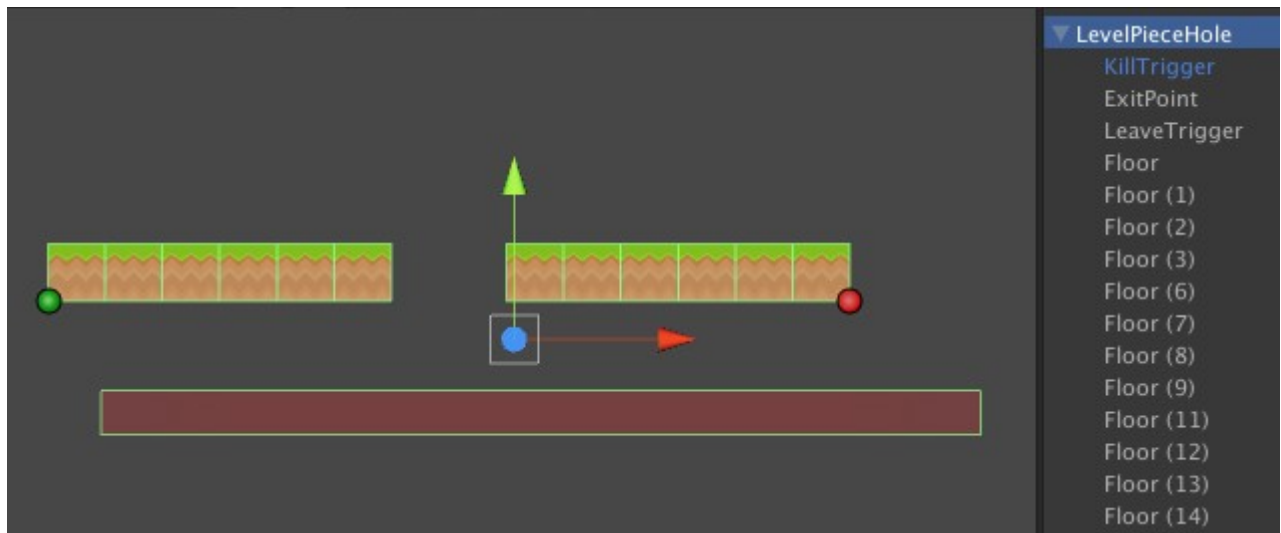 LevelPieceHole
KillTrigger
ExitPoint
LeaveTrigger
Floor
Floor (1)
Floor (2)
Floor (3)
Floor (6)
Floor (7)
Floor (8)
Floor (9)
Floor (11)
Floor (12)
Floor (13)
Floor (14)